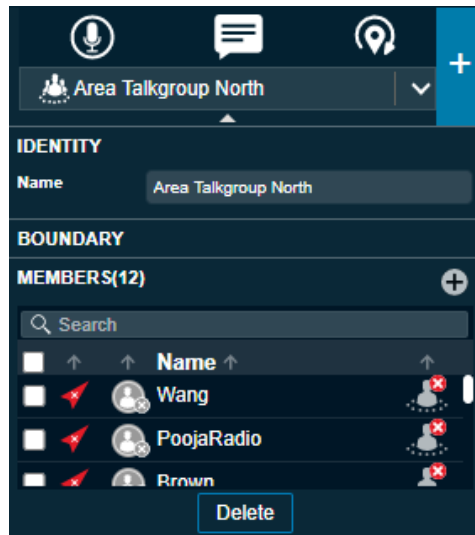 +
Area Talkgroup North
IDENTITY
Name Area Talkgroup North
BOUNDARY
MEMBERS(12)
Search
Name
Wang
PoojaRadio
Brown
Delete